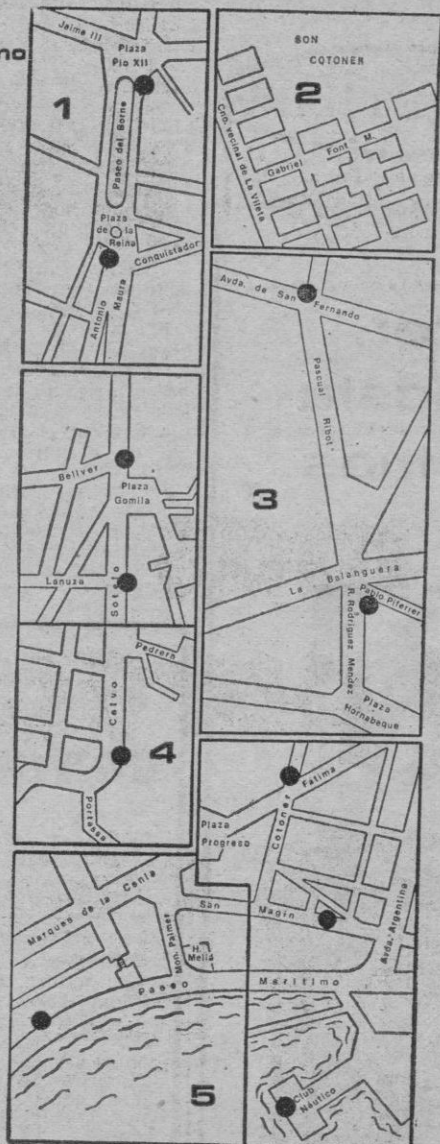 no
Jaime III
Plaza
Pio XII
1
Paseo del Borne
Plaza
de la
Reina
Conquistador
Antonio
Maura
SON
COTONER
2
Cno. vecinal de La Vileta
Gabriel Font M.
Avda. de San Fernando
Pascual Ribot
3
La Balanguera
Pablo Piferrer
R. Rodriguez Mendez
Plaza
Hornabeque
Bellver
Plaza
Gomila
Lanuza
Sotelo
Pedrera
Calvo
4
Portassa
Fatima
Plaza
Progreso
Cotoner
San Magin
Avda. Argentina
Marques de la Cenia
Mon. Palmer
H.
Mella
Paseo Maritimo
5
Club
Náutico